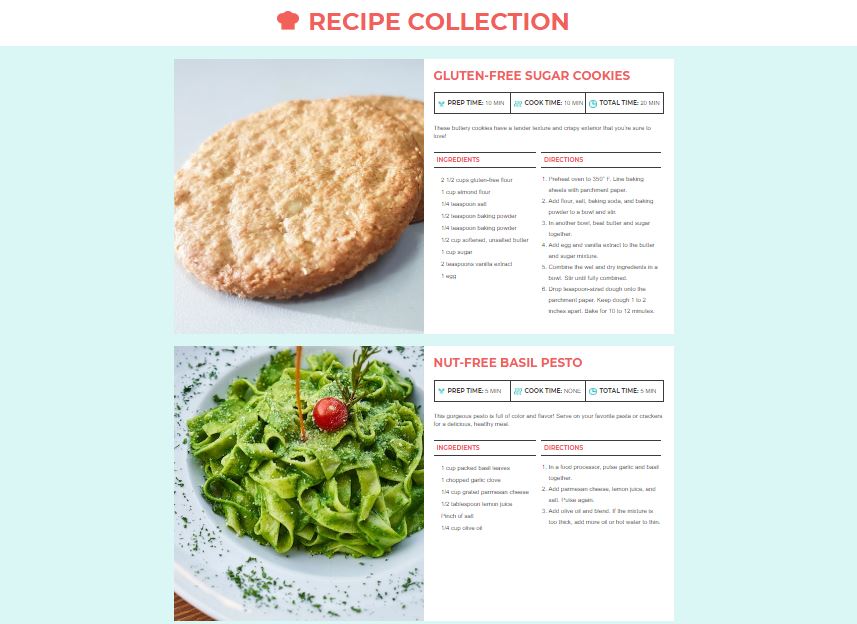 RECIPE COLLECTION
GLUTEN-FREE SUGAR COOKIES
PREP TIME: 10 MIN
COOK TIME: 10 MIN
TOTAL TIME: 20 MIN
These buttery cookies have a tender texture and crispy exterior that you're sure to
love!
INGREDIENTS
2 1/2 cups gluten-free flour
1 cup almond flour
1/4 teaspoon salt
1/2 teaspoon baking powder
1/4 teaspoon baking powder
1/2 cup softened, unsalted butter
1 cup sugar
2 teaspoons vanilla extract
1 egg
DIRECTIONS
1. Preheat oven to 350° F. Line baking
sheets with parchment paper.
2. Add flour, salt, baking soda, and baking
powder to a bowl and stir.
3. In another bowl, beat butter and sugar
together.
4. Add egg and vanilla extract to the butter
and sugar mixture.
5. Combine the wet and dry ingredients in a
bowl. Stir until fully combined.
6. Drop teaspoon-sized dough onto the
parchment paper. Keep dough 1 to 2
inches apart. Bake for 10 to 12 minutes.
NUT-FREE BASIL PESTO
PREP TIME: 5 MIN
COOK TIME: NONE
TOTAL TIME: 5 MIN
This gorgeous pesto is full of color and flavor! Serve on your favorite pasta or crackers
for a delicious, healthy meal.
INGREDIENTS
1 cup packed basil leaves
1 chopped garlic clove
1/4 cup grated parmesan cheese
1/2 tablespoon lemon juice
Pinch of salt
1/4 cup olive oil
DIRECTIONS
1. In a food processor, pulse garlic and basil
together.
2. Add parmesan cheese, lemon juice, and
salt. Pulse again.
3. Add olive oil and blend. If the mixture is
too thick, add more oil or hot water to thin.